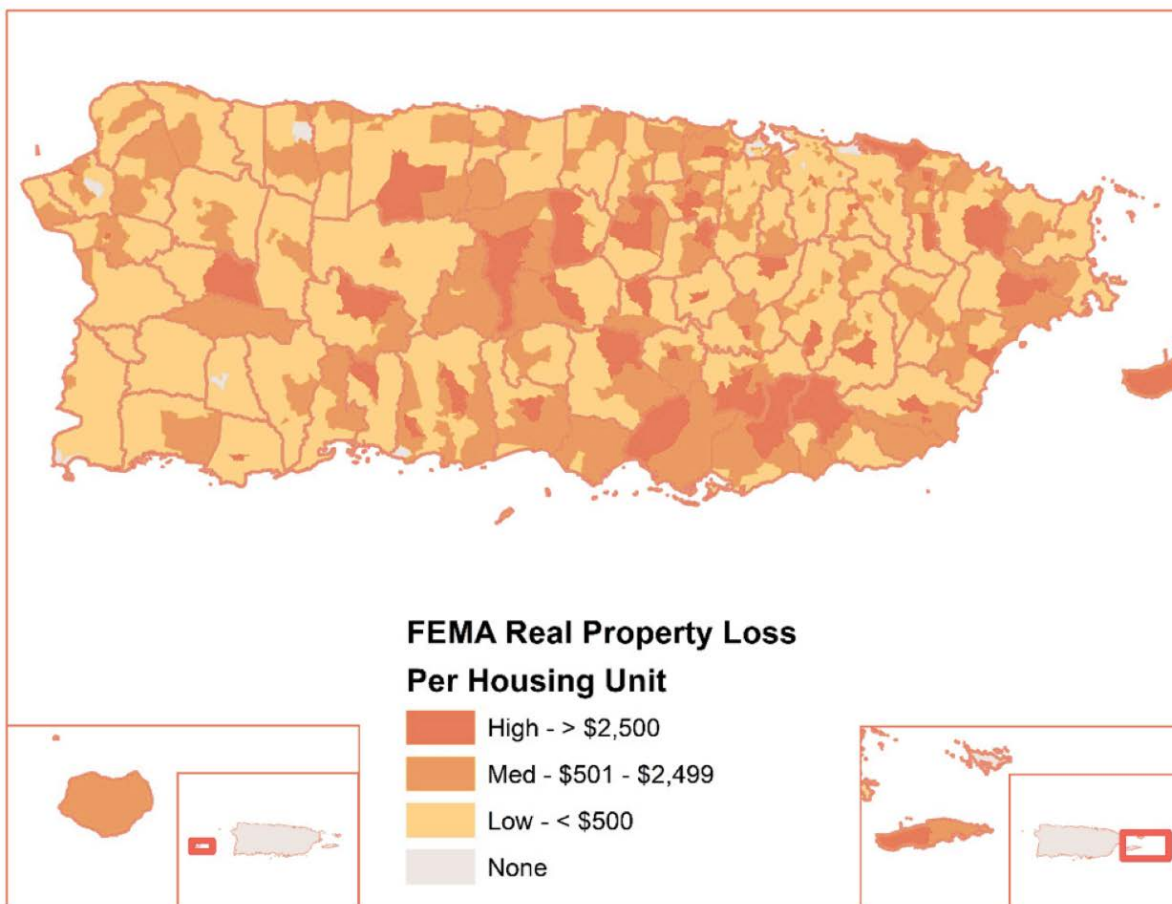 FEMA Real Property Loss
Per Housing Unit
High - > $2,500
Med - $501 - $2,499
Low - < $500
None